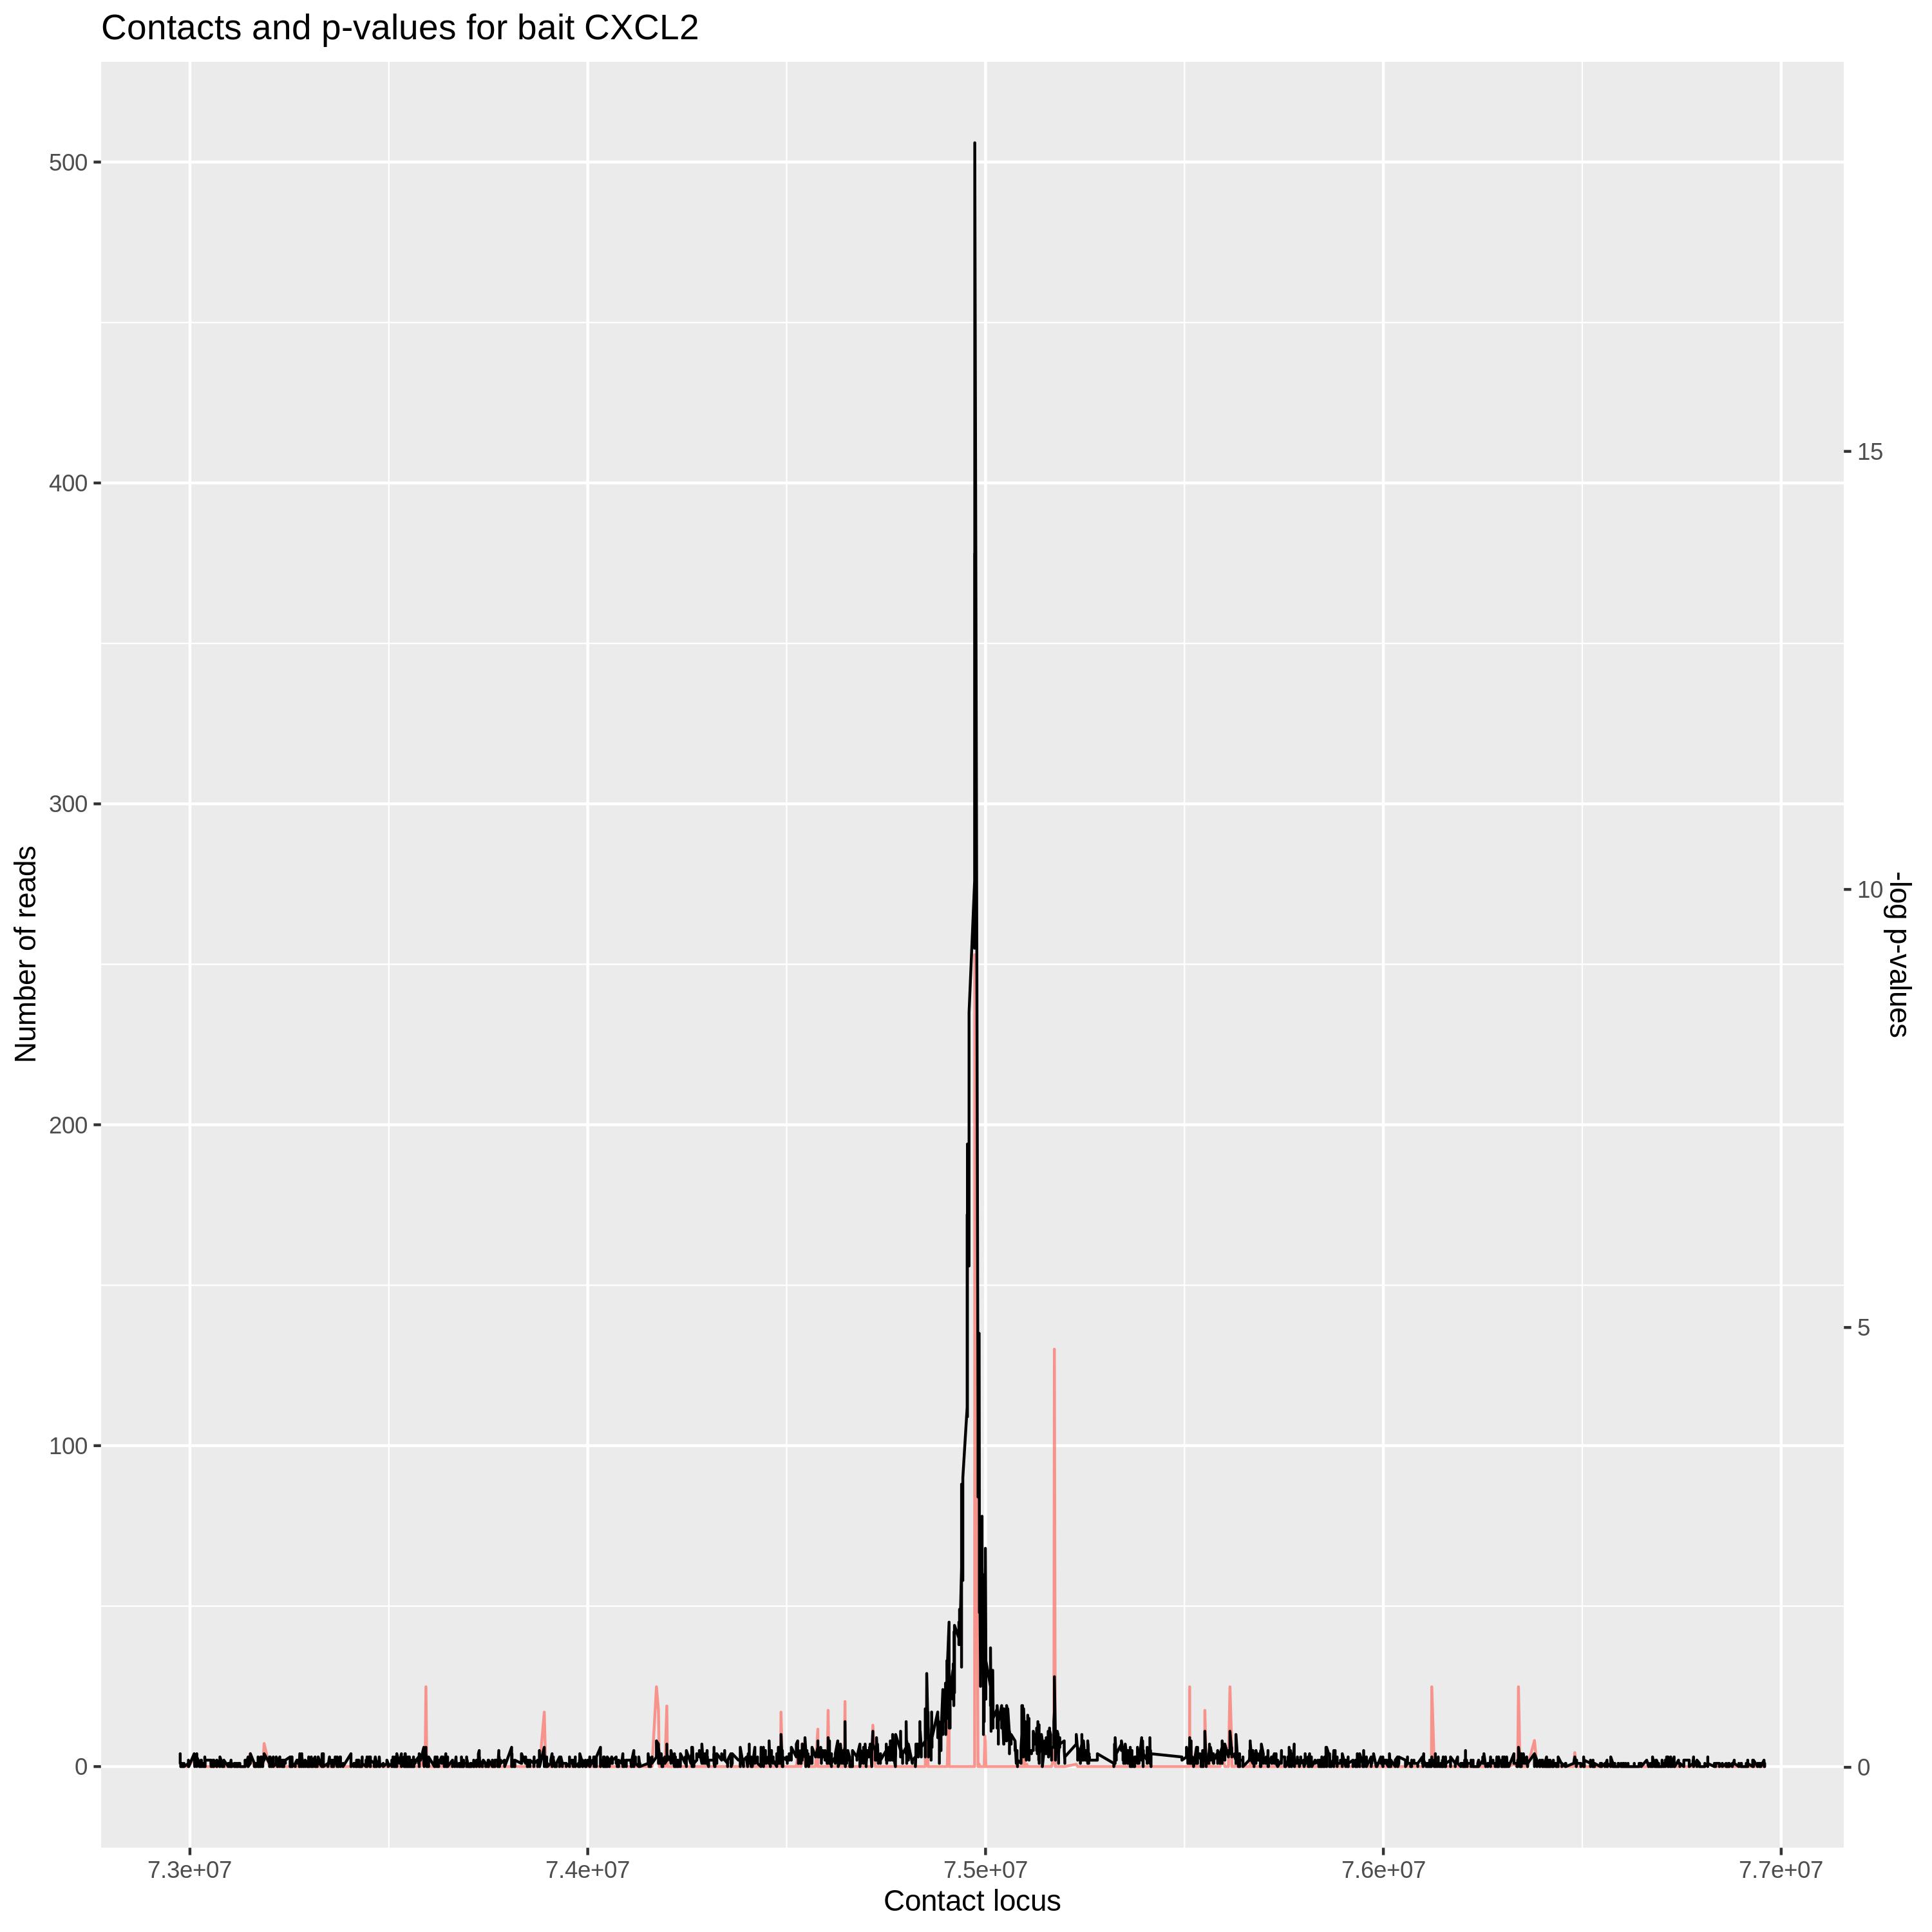 Contacts and p-values for bait CXCL2
500
400
300
200
100
0
Number of reads
15
10
5
0
-log p-values
7.3e+07
7.4e+07
7.5e+07
7.6e+07
7.7e+07
Contact locus